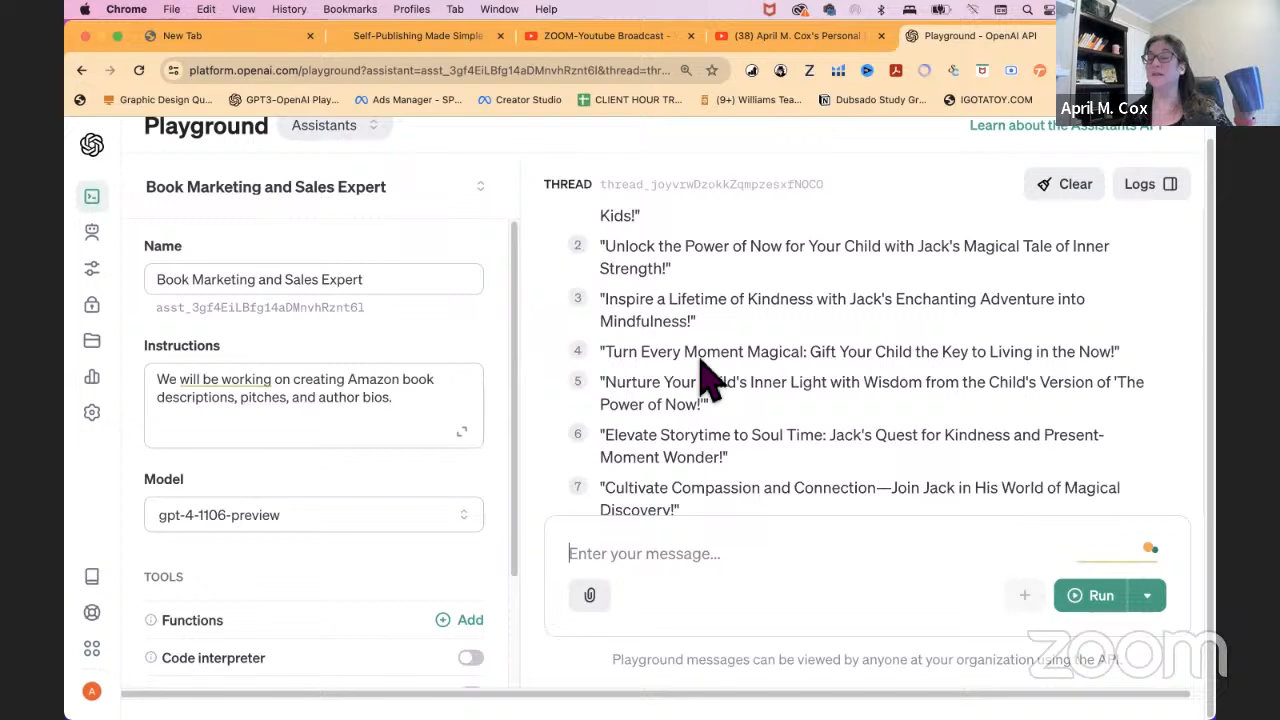 Chrome File Edit View History Bookmarks Profiles Tab Window Help
New Tab
Self-Publishing Made Simple
ZOOM-Youtube Broadcast -
(38) April M. Cox's Personal
Playground - OpenAI API
platform.openai.com/playground?assistant=asst_3gf4EiLBfg14aDMnvhRznt6l&thread=thr...
Graphic Design Qu...
GPT3-OpenAI Play...
Ads Manager - SP...
Creator Studio
CLIENT HOUR TR...
(9+) Williams Tea...
Dubsado Study Gr...
IGOTATOY.COM
April M. Cox
Playground
Assistants
Learn about the Assistants API
Book Marketing and Sales Expert
Name
Book Marketing and Sales Expert
asst_3gf4EiLBfg14aDMnvhRznt6l
Instructions
We will be working on creating Amazon book
descriptions, pitches, and author bios.
Model
gpt-4-1106-preview
TOOLS
Functions
Add
Code interpreter
A
THREAD thread_joyvrwDzokkZqmpzesxfNOCO
Clear
Logs
Kids!"
2 "Unlock the Power of Now for Your Child with Jack's Magical Tale of Inner
Strength!"
3 "Inspire a Lifetime of Kindness with Jack's Enchanting Adventure into
Mindfulness!"
4 "Turn Every Moment Magical: Gift Your Child the Key to Living in the Now!"
5 "Nurture Your Child's Inner Light with Wisdom from the Child's Version of 'The
Power of Now!'"
6 "Elevate Storytime to Soul Time: Jack's Quest for Kindness and Present-
Moment Wonder!"
7 "Cultivate Compassion and Connection—Join Jack in His World of Magical
Discovery!"
Enter your message...
Run
Playground messages can be viewed by anyone at your organization using the API.
zoom